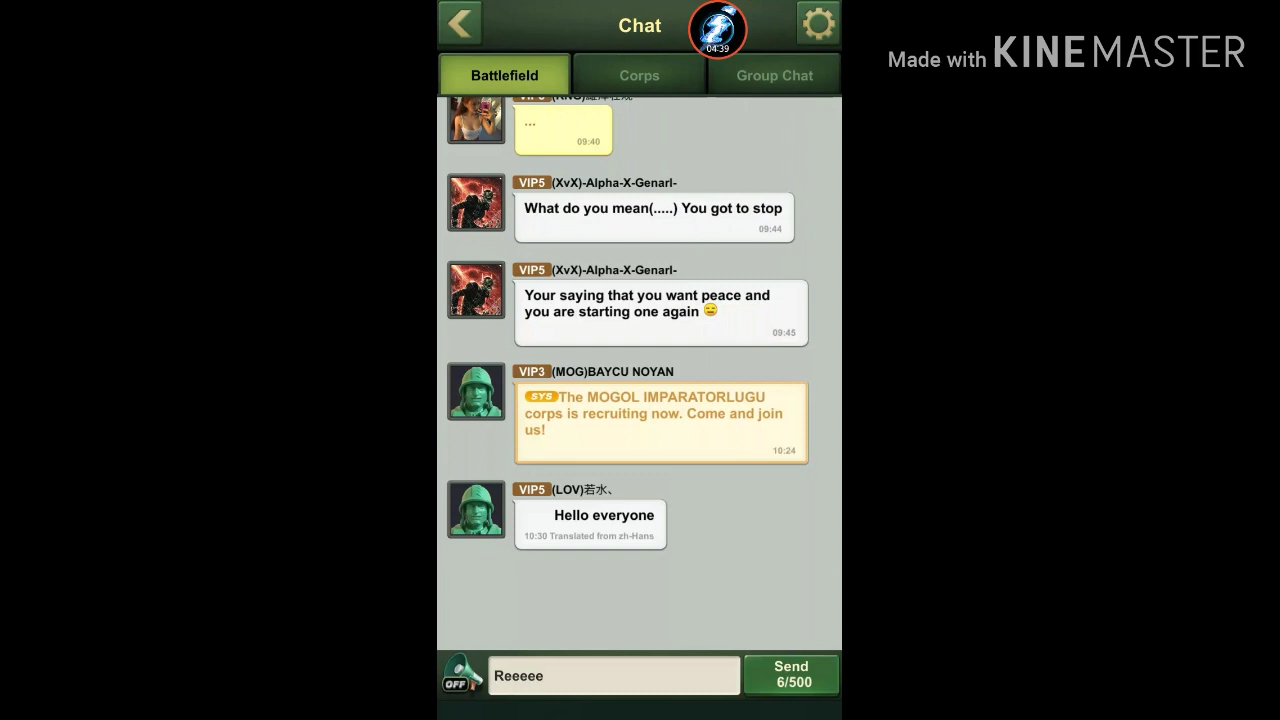 Chat
04:39
Made with KINEMASTER
Battlefield
Corps
Group Chat
...
09:40
VIP5 (XvX)-Alpha-X-Genarl-
What do you mean(.....) You got to stop
09:44
VIP5 (XvX)-Alpha-X-Genarl-
Your saying that you want peace and
you are starting one again
09:45
VIP3 (MOG)BAYCU NOYAN
SYS The MOGOL IMPARATORLUGU
corps is recruiting now. Come and join
us!
10:24
VIP5 (LOV)若水、
Hello everyone
10:30 Translated from zh-Hans
OFF
Reeeee
Send
6/500